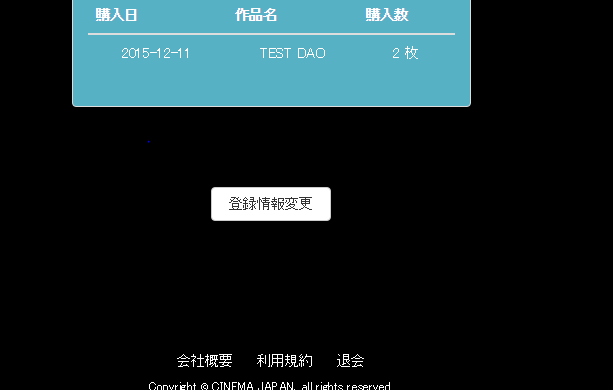 購入日 作品名 購入数
2015-12-11 TEST DAO 2 枚
登録情報変更
会社概要 利用規約 退会
Copyright © CINEMA JAPAN, all rights reserved